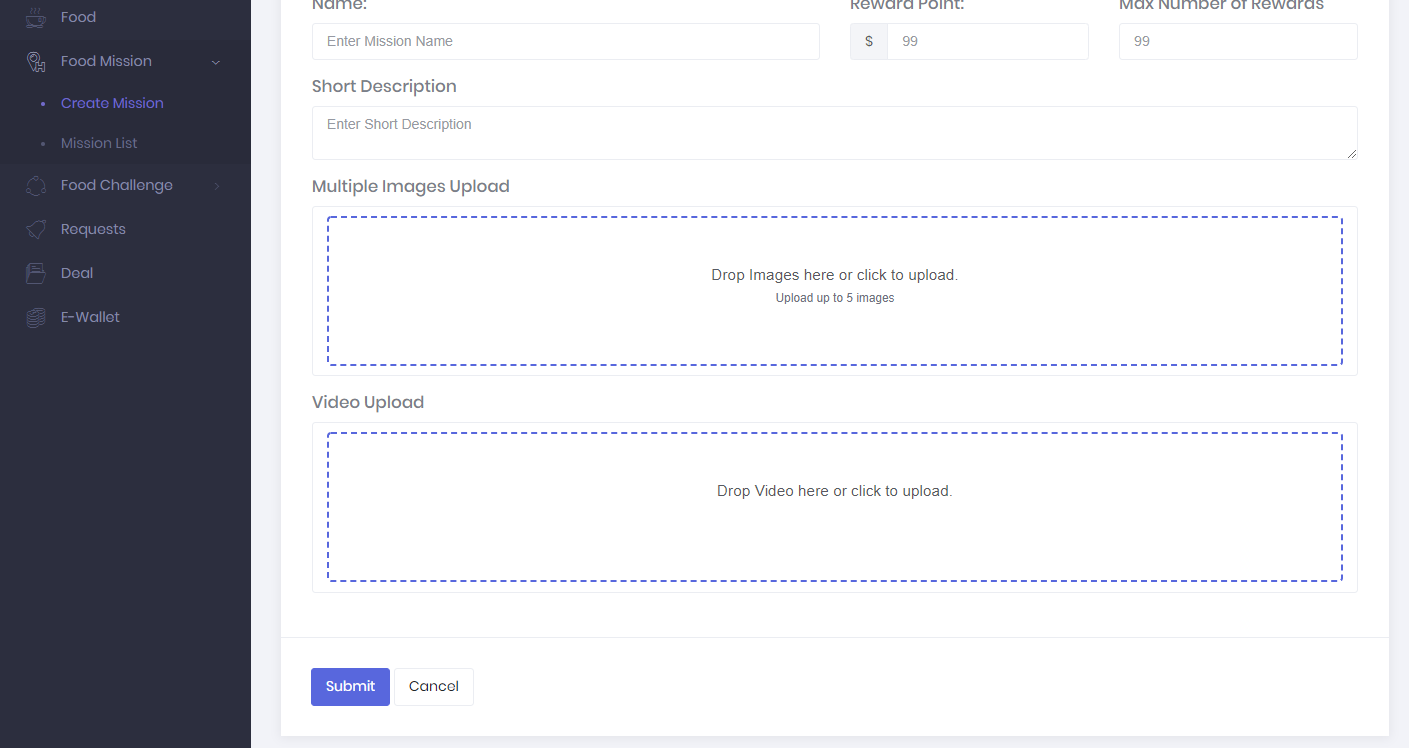 Food
Food Mission
Create Mission
Mission List
Food Challenge
Requests
Deal
E-Wallet
Name:
Reward Point:
Max Number of Rewards
Enter Mission Name
$
99
99
Short Description
Enter Short Description
Multiple Images Upload
Drop Images here or click to upload.
Upload up to 5 images
Video Upload
Drop Video here or click to upload.
Submit
Cancel